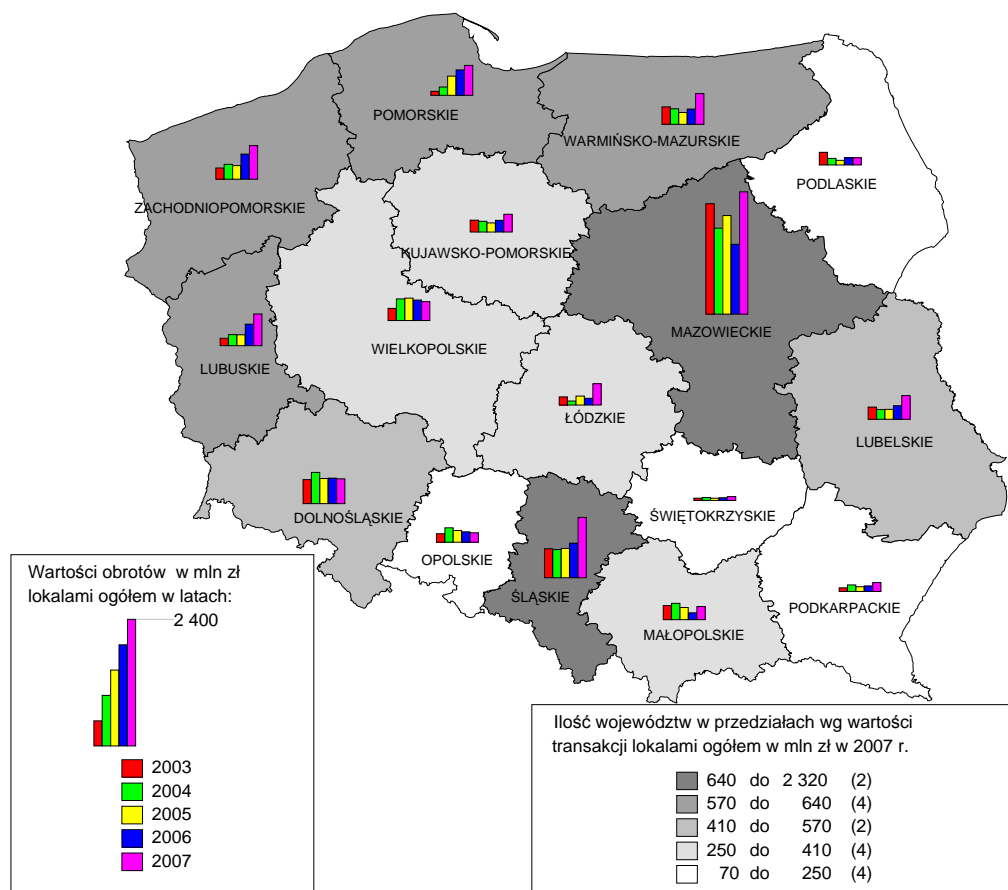 POMORSKIE
WARMIŃSKO-MAZURSKIE
PODLASKIE
ZACHODNIOPOMORSKIE
KUJAWSKO-POMORSKIE
MAZOWIECKIE
WIELKOPOLSKIE
LUBUSKIE
ŁÓDZKIE
LUBELSKIE
DOLNOŚLĄSKIE
ŚWIĘTOKRZYSKIE
OPOLSKIE
ŚLĄSKIE
PODKARPACKIE
MAŁOPOLSKIE
Wartości obrotów w mln zł
lokalami ogółem w latach:
2 400
2003
2004
2005
2006
2007
Ilość województw w przedziałach wg wartości
transakcji lokalami ogółem w mln zł w 2007 r.
640 do 2 320 (2)
570 do 640 (4)
410 do 570 (2)
250 do 410 (4)
70 do 250 (4)